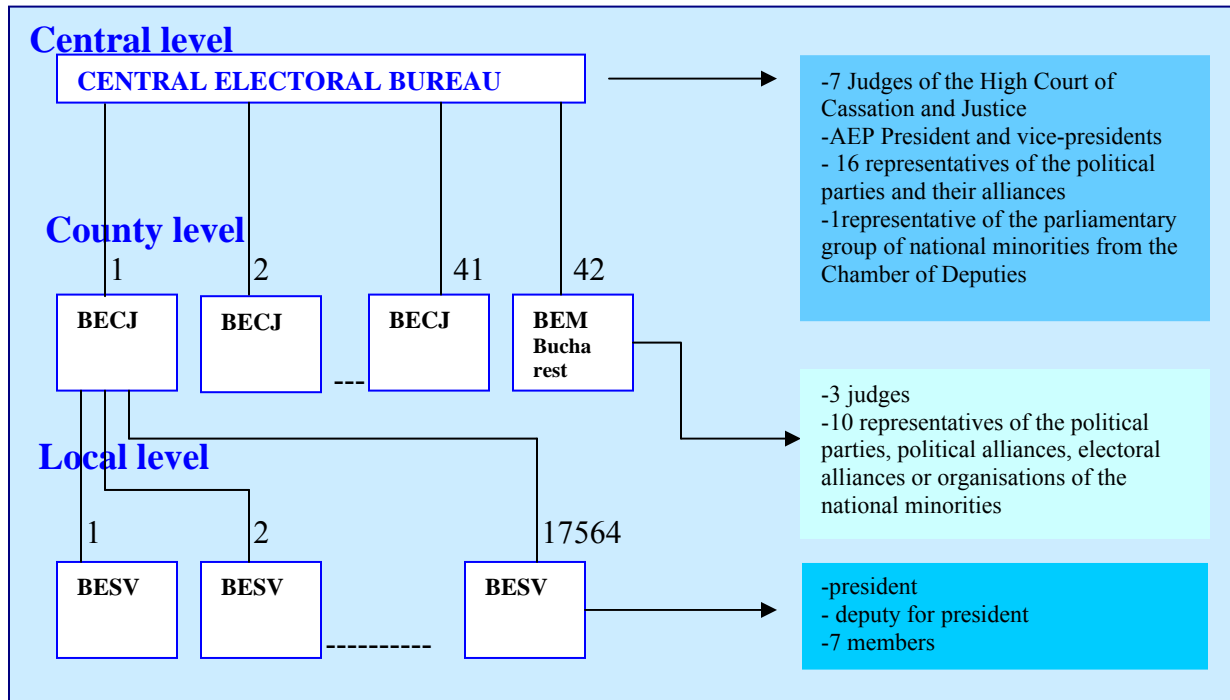 Central level
CENTRAL ELECTORAL BUREAU
-7 Judges of the High Court of
Cassation and Justice
-AEP President and vice-presidents
- 16 representatives of the political
parties and their alliances
-1representative of the parliamentary
group of national minorities from the
Chamber of Deputies
County level
1
2
41
42
BECJ
BECJ
---
BECJ
BEM
Bucha
rest
-3 judges
-10 representatives of the political
parties, political alliances, electoral
alliances or organisations of the
national minorities
Local level
1
2
17564
BESV
BESV
----------
BESV
-president
- deputy for president
-7 members